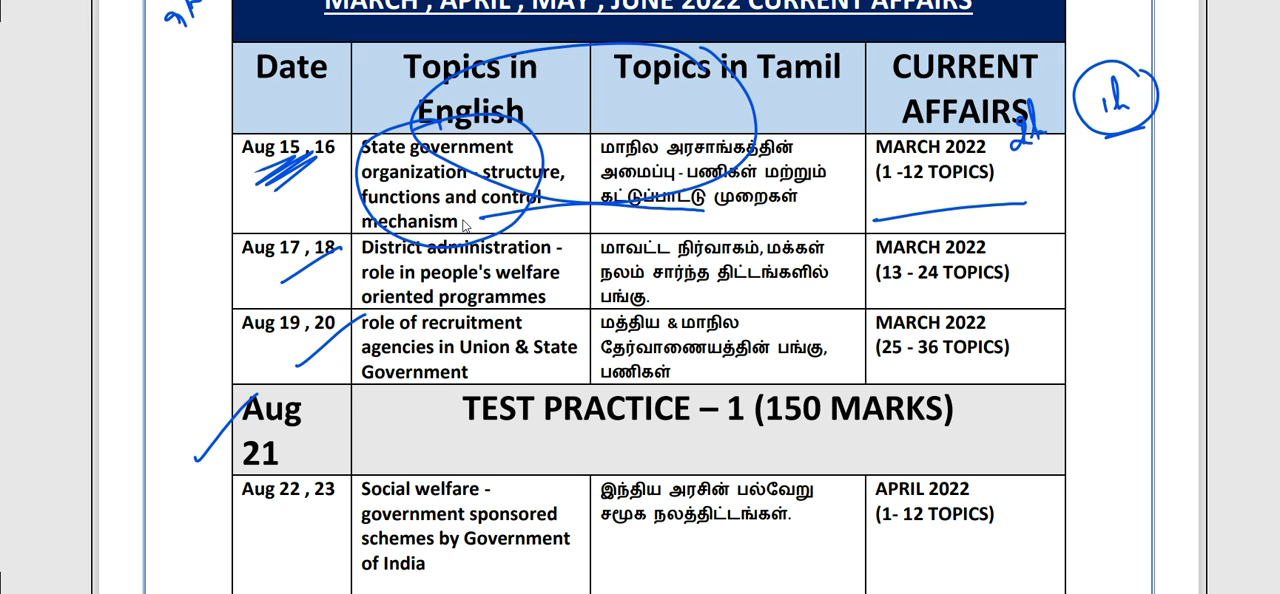 MARCH , APRIL , MAY , JUNE 2022 CURRENT AFFAIRS
Date
Topics in
English
Topics in Tamil
CURRENT
AFFAIRS
1h
2h
Aug 15 , 16
State government
organization - structure,
functions and control
mechanism
மாநில அரசாங்கத்தின்
அமைப்பு - பணிகள் மற்றும்
கட்டுப்பாட்டு முறைகள்
MARCH 2022
(1 -12 TOPICS)
Aug 17 , 18
District administration -
role in people's welfare
oriented programmes
மாவட்ட நிர்வாகம், மக்கள்
நலம் சார்ந்த திட்டங்களில்
பங்கு.
MARCH 2022
(13 - 24 TOPICS)
Aug 19 , 20
role of recruitment
agencies in Union & State
Government
மத்திய & மாநில
தேர்வாணையத்தின் பங்கு,
பணிகள்
MARCH 2022
(25 - 36 TOPICS)
Aug
21
TEST PRACTICE – 1 (150 MARKS)
Aug 22 , 23
Social welfare -
government sponsored
schemes by Government
of India
இந்திய அரசின் பல்வேறு
சமூக நலத்திட்டங்கள்.
APRIL 2022
(1- 12 TOPICS)